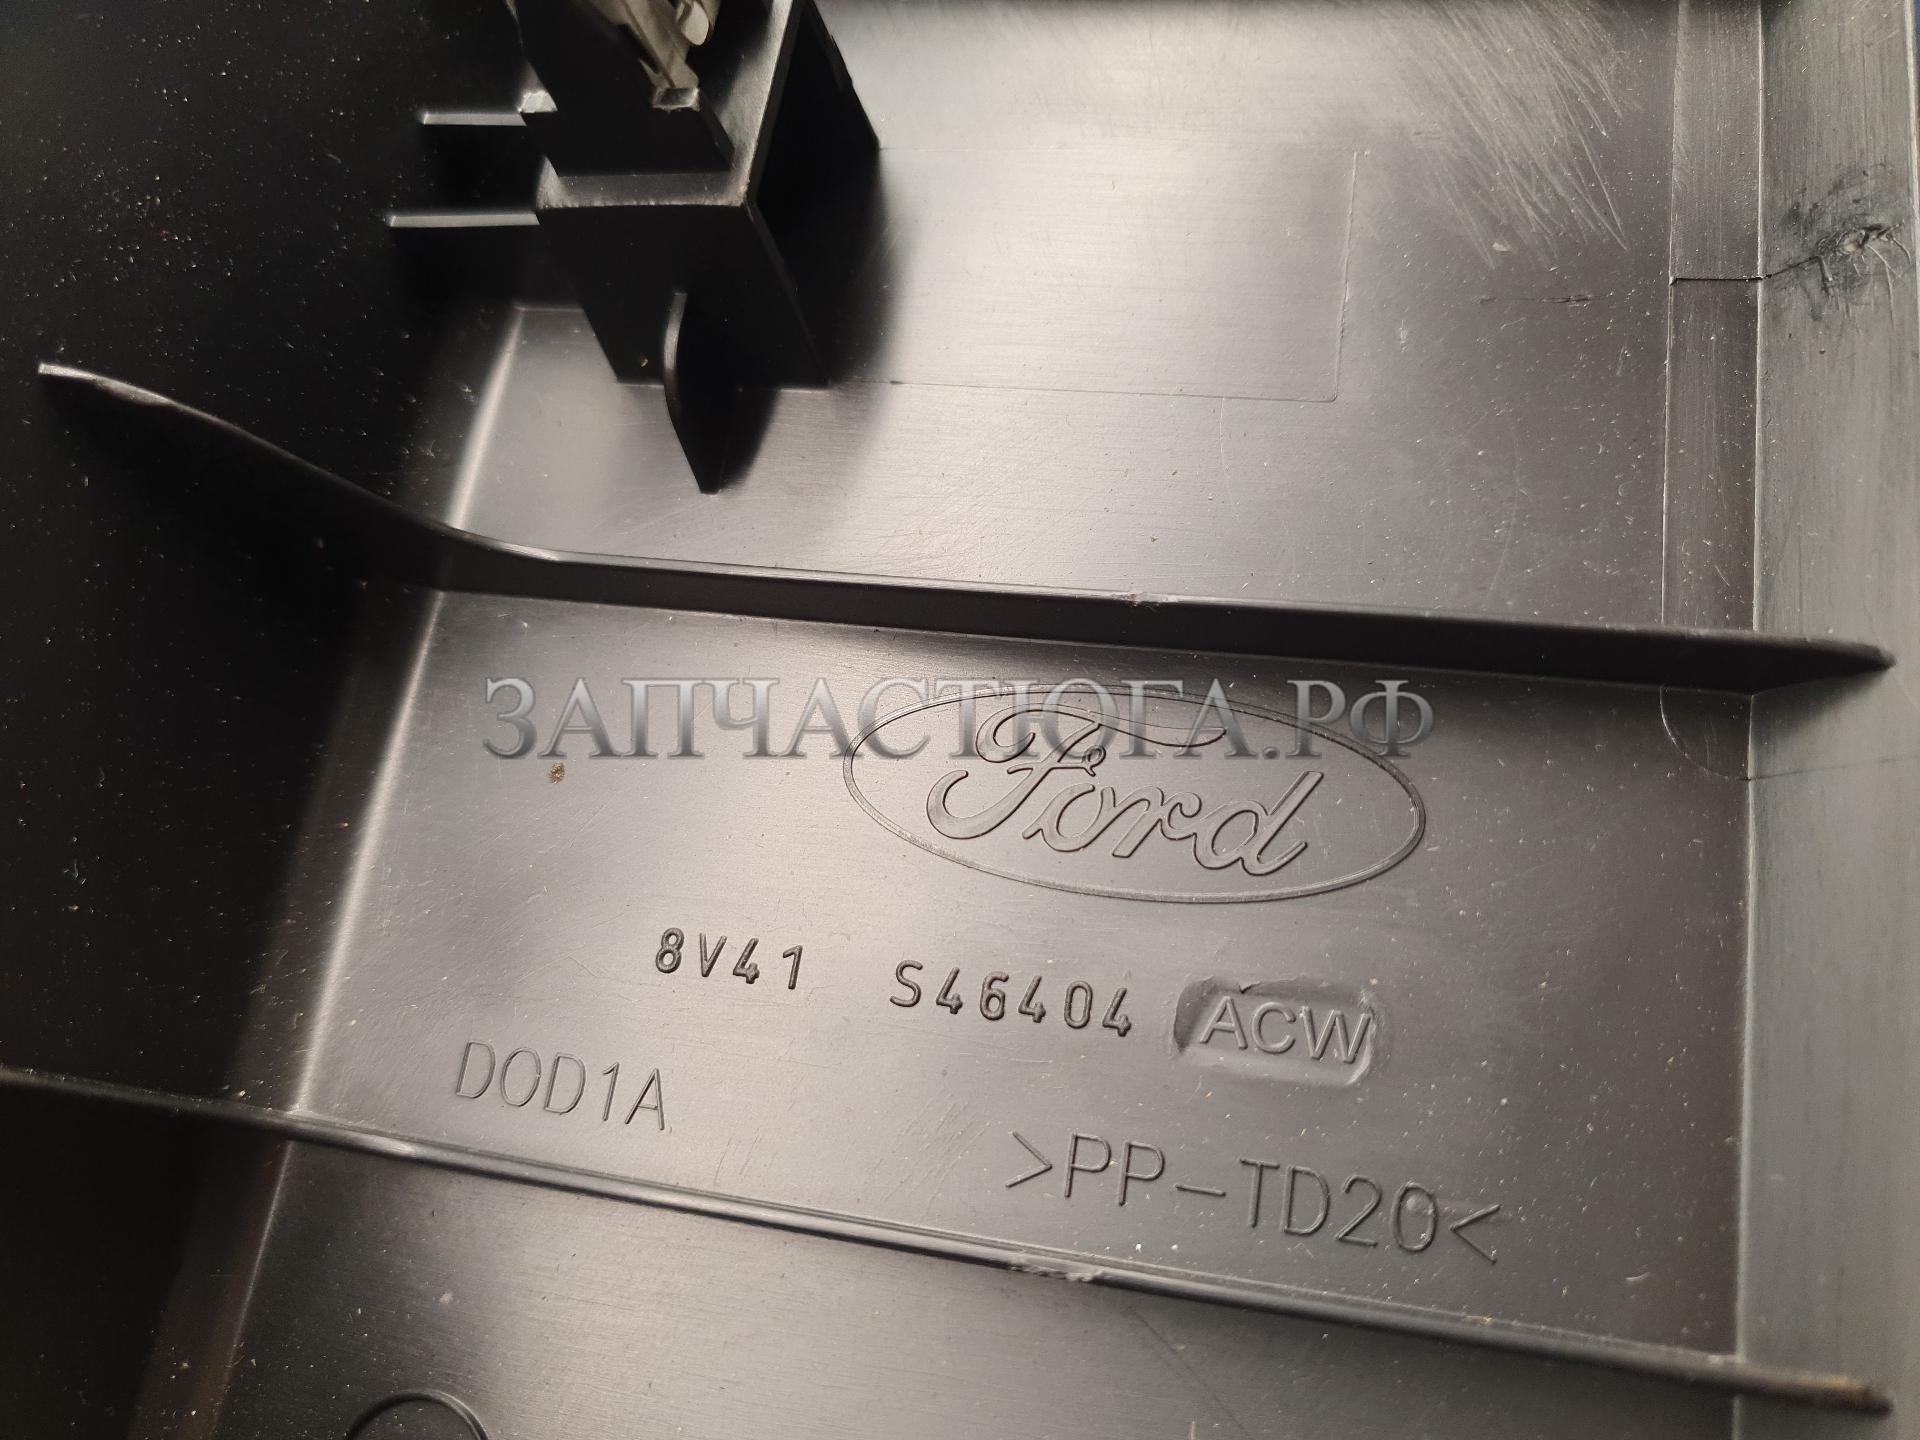 ЗАПЧАСТЮГА.РФ
Ford
8V41 S46404 ACW
DOD1A
>PP-TD20<